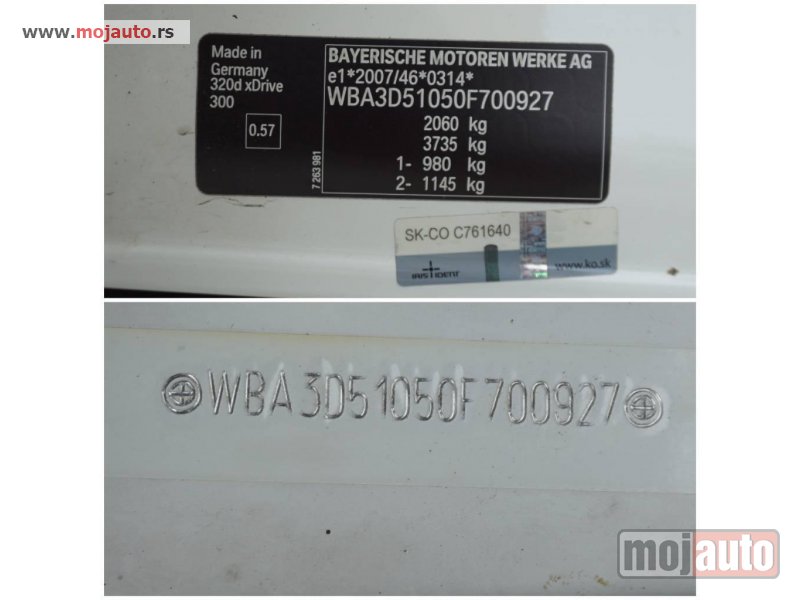 www.mojauto.rs
Made in
Germany
320d xDrive
300
0.57
BAYERISCHE MOTOREN WERKE AG
e1*2007/46*0314*
WBA3D51050F700927
2060 kg
3735 kg
1- 980 kg
2- 1145 kg
7 263 981
SK-CO C761640
IRIS IDENT
www.ko.sk
WBA3D51050F700927
mojauto